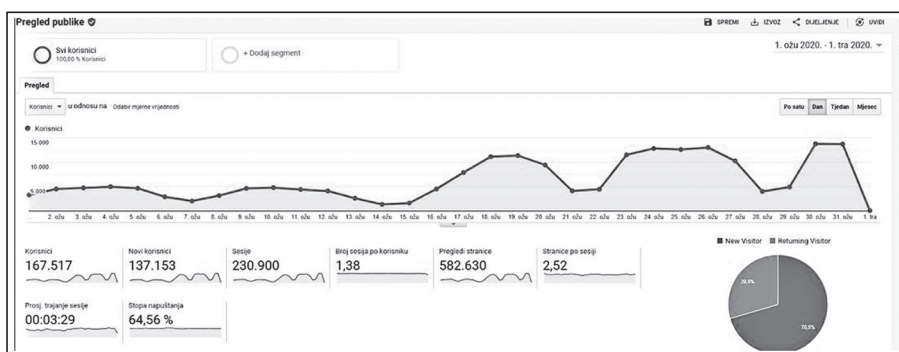 Pregled publike
SPREMI IZVOZ DIJELJENJE UVIDI
Svi korisnici
100,00 % Korisnici
+ Dodaj segment
1. ožu 2020. - 1. tra 2020.
Pregled
Korisnici u odnosu na Odabir mjerne vrijednosti
Po satu Dan Tjedan Mjesec
Korisnici
15.000
10.000
5.000
2. ožu 3. ožu 4. ožu 5. ožu 6. ožu 7. ožu 8. ožu 9. ožu 10. ožu 11. ožu 12. ožu 13. ožu 14. ožu 15. ožu 16. ožu 17. ožu 18. ožu 19. ožu 20. ožu 21. ožu 22. ožu 23. ožu 24. ožu 25. ožu 26. ožu 27. ožu 28. ožu 29. ožu 30. ožu 31. ožu 1. tra
New Visitor Returning Visitor
Korisnici Novi korisnici Sesije Broj sesija po korisniku Pregledi stranice Stranice po sesiji
167.517 137.153 230.900 1,38 582.630 2,52
Prosj. trajanje sesije Stopa napuštanja
00:03:29 64,56 %